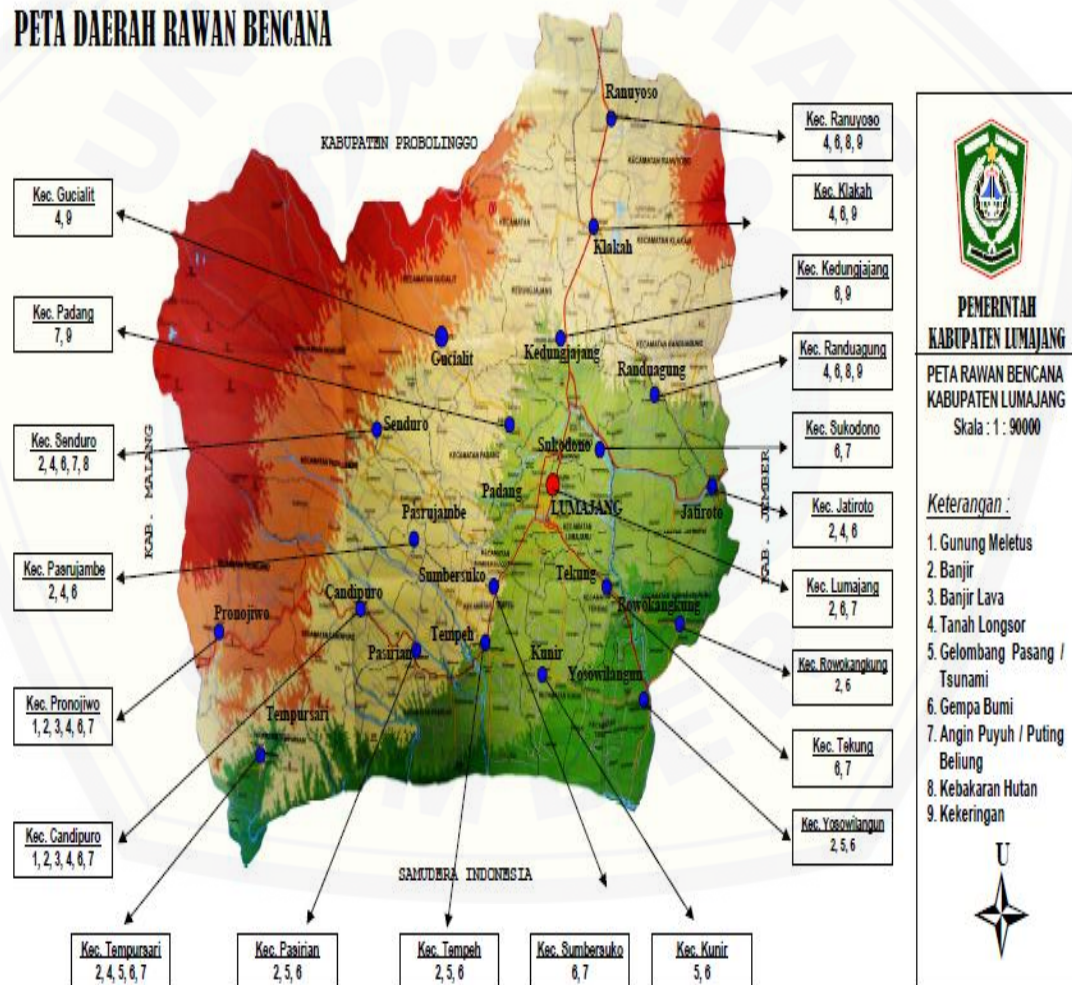 PETA DAERAH RAWAN BENCANA
KABUPATEN PROBOLINGGO
Kec. Gucialit
4, 9
Kec. Padang
7, 9
Kec. Senduro
2, 4, 6, 7, 8
Kec. Pasrujambe
2, 4, 6
Kec. Pronojiwo
1, 2, 3, 4, 6, 7
Kec. Candipuro
1, 2, 3, 4, 6, 7
Kec. Tempursari
2, 4, 5, 6, 7
Kec. Pasirian
2, 5, 6
Kec. Tempeh
2, 5, 6
Kec. Sumbersuko
6, 7
Kec. Kunir
5, 6
Kec. Ranuyoso
4, 6, 8, 9
Kec. Klakah
4, 6, 9
Kec. Kedungjajang
6, 9
Kec. Randuagung
4, 6, 8, 9
Kec. Sukodono
6, 7
Kec. Jatiroto
2, 4, 6
Kec. Lumajang
2, 6, 7
Kec. Rowokangkung
2, 6
Kec. Tekung
6, 7
Kec. Yosowilangun
2, 5, 6
KAB. MALANG
KAB. JEMBER
SAMUDERA INDONESIA
Ranuyoso
Klakah
Gucialit
Kedungjajang
Randuagung
Senduro
Sukodono
Padang
LUMAJANG
Jatiroto
Pasrujambe
Sumbersuko
Tekung
Candipuro
Rowokangkung
Pronojiwo
Tempeh
Pasirian
Kunir
Yosowilangun
Tempursari
KECAMATAN KLAKAH
KECAMATAN GUCIALIT
KECAMATAN RANDUAGUNG
KECAMATAN PADANG
PEMERINTAH
KABUPATEN LUMAJANG
PETA RAWAN BENCANA
KABUPATEN LUMAJANG
Skala : 1 : 90000
Keterangan :
1. Gunung Meletus
2. Banjir
3. Banjir Lava
4. Tanah Longsor
5. Gelombang Pasang /
Tsunami
6. Gempa Bumi
7. Angin Puyuh / Puting
Beliung
8. Kebakaran Hutan
9. Kekeringan
U